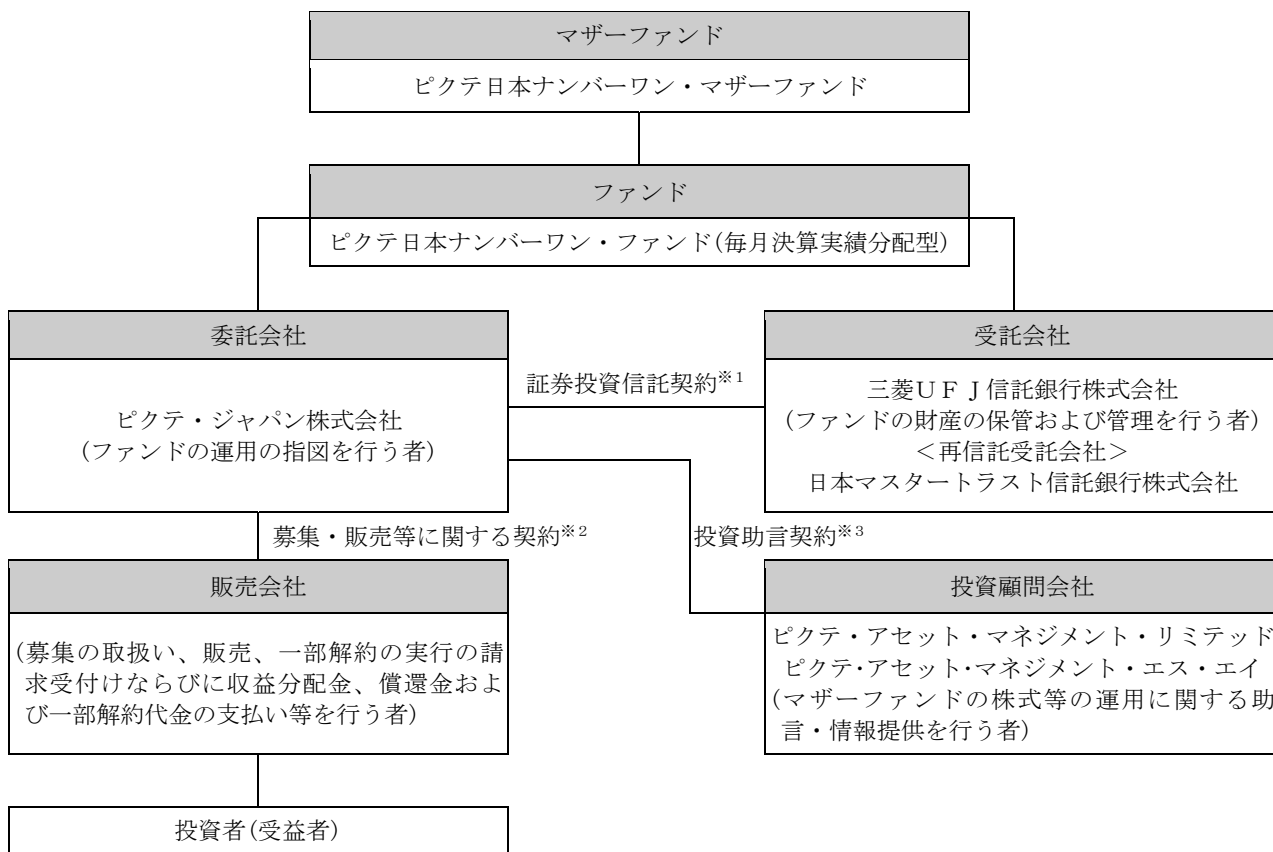 マザーファンド
ピクテ日本ナンバーワン・マザーファンド
ファンド
ピクテ日本ナンバーワン・ファンド(毎月決算実績分配型)
委託会社
ピクテ・ジャパン株式会社
(ファンドの運用の指図を行う者)
証券投資信託契約※1
受託会社
三菱UFJ信託銀行株式会社
(ファンドの財産の保管および管理を行う者)
<再信託受託会社>
日本マスタートラスト信託銀行株式会社
募集・販売等に関する契約※2
投資助言契約※3
販売会社
(募集の取扱い、販売、一部解約の実行の請
求受付けならびに収益分配金、償還金およ
び一部解約代金の支払い等を行う者)
投資顧問会社
ピクテ・アセット・マネジメント・リミテッド
ピクテ・アセット・マネジメント・エス・エイ
(マザーファンドの株式等の運用に関する助
言・情報提供を行う者)
投資者(受益者)